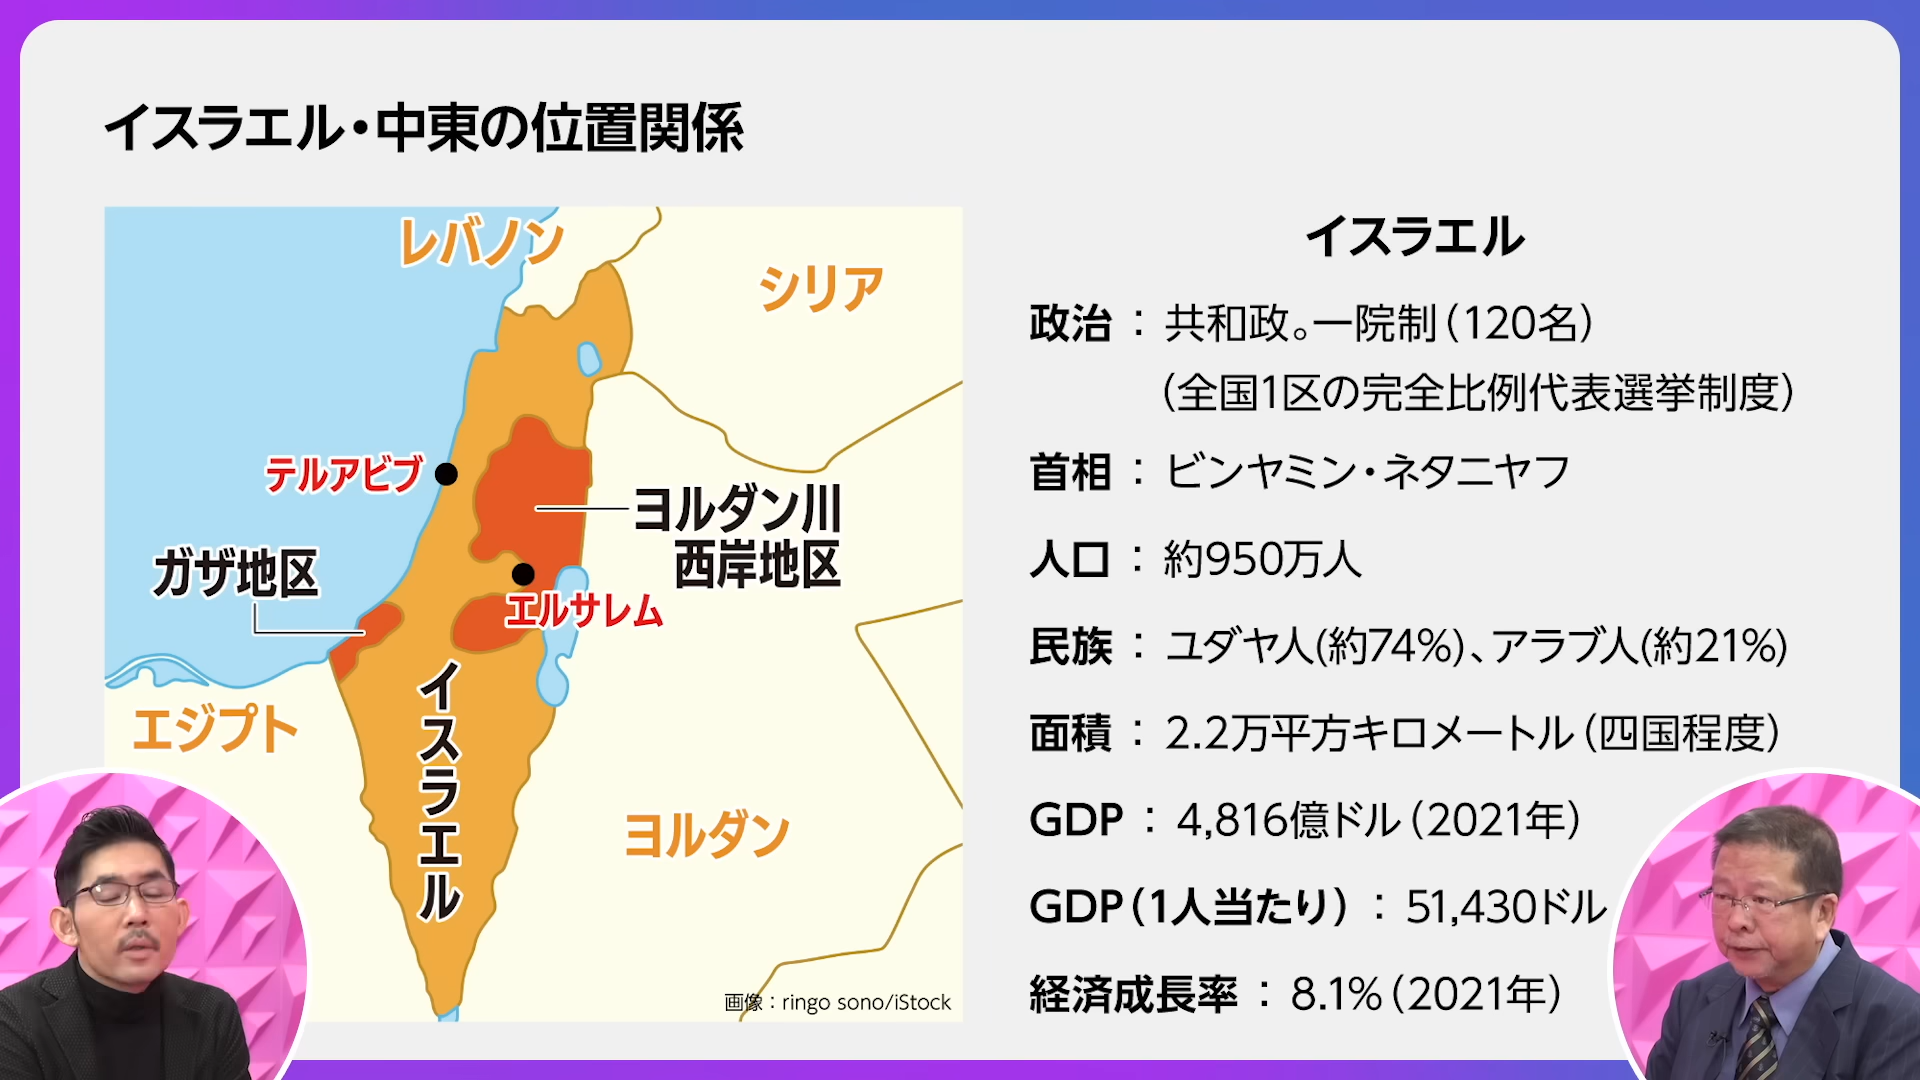 イスラエル・中東の位置関係
レバノン
シリア
テルアビブ
ヨルダン川
西岸地区
ガザ地区
エルサレム
イスラエル
エジプト
ヨルダン
画像：ringo sono/iStock
イスラエル
政治：共和政。一院制（120名）
（全国1区の完全比例代表選挙制度）
首相：ビンヤミン・ネタニヤフ
人口：約950万人
民族：ユダヤ人(約74%)、アラブ人(約21%)
面積：2.2万平方キロメートル（四国程度）
GDP：4,816億ドル（2021年）
GDP（1人当たり）：51,430ドル
経済成長率：8.1%（2021年）